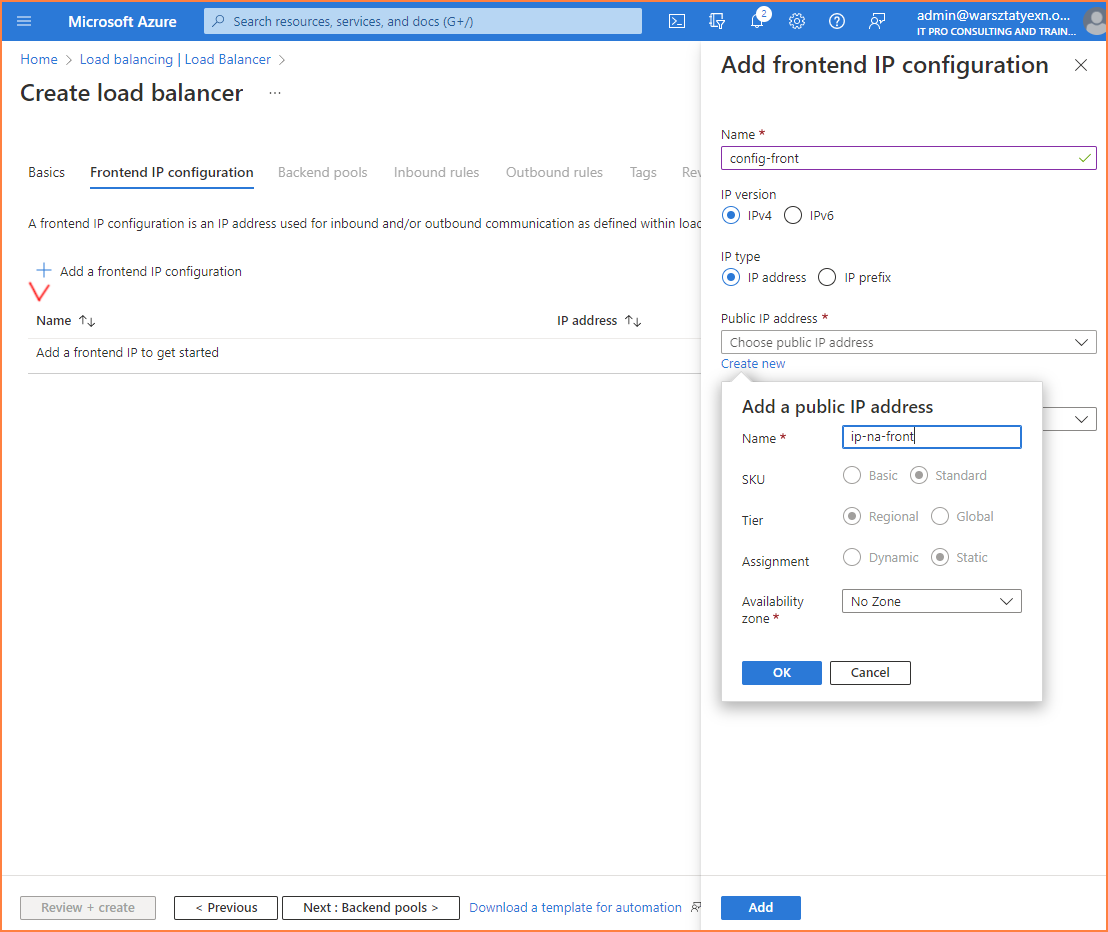 Microsoft Azure
Search resources, services, and docs (G+/)
2
admin@warsztatyexn.o...
IT PRO CONSULTING AND TRAIN...
Home > Load balancing | Load Balancer >
Create load balancer ...
Basics
Frontend IP configuration
Backend pools
Inbound rules
Outbound rules
Tags
Rev
A frontend IP configuration is an IP address used for inbound and/or outbound communication as defined within load
+ Add a frontend IP configuration
Name ↑↓
IP address ↑↓
Add a frontend IP to get started
Review + create
< Previous
Next : Backend pools >
Download a template for automation
Add frontend IP configuration
Name *
config-front
IP version
IPv4
IPv6
IP type
IP address
IP prefix
Public IP address *
Choose public IP address
Create new
Add a public IP address
Name *
ip-na-front
SKU
Basic
Standard
Tier
Regional
Global
Assignment
Dynamic
Static
Availability
zone *
No Zone
OK
Cancel
Add